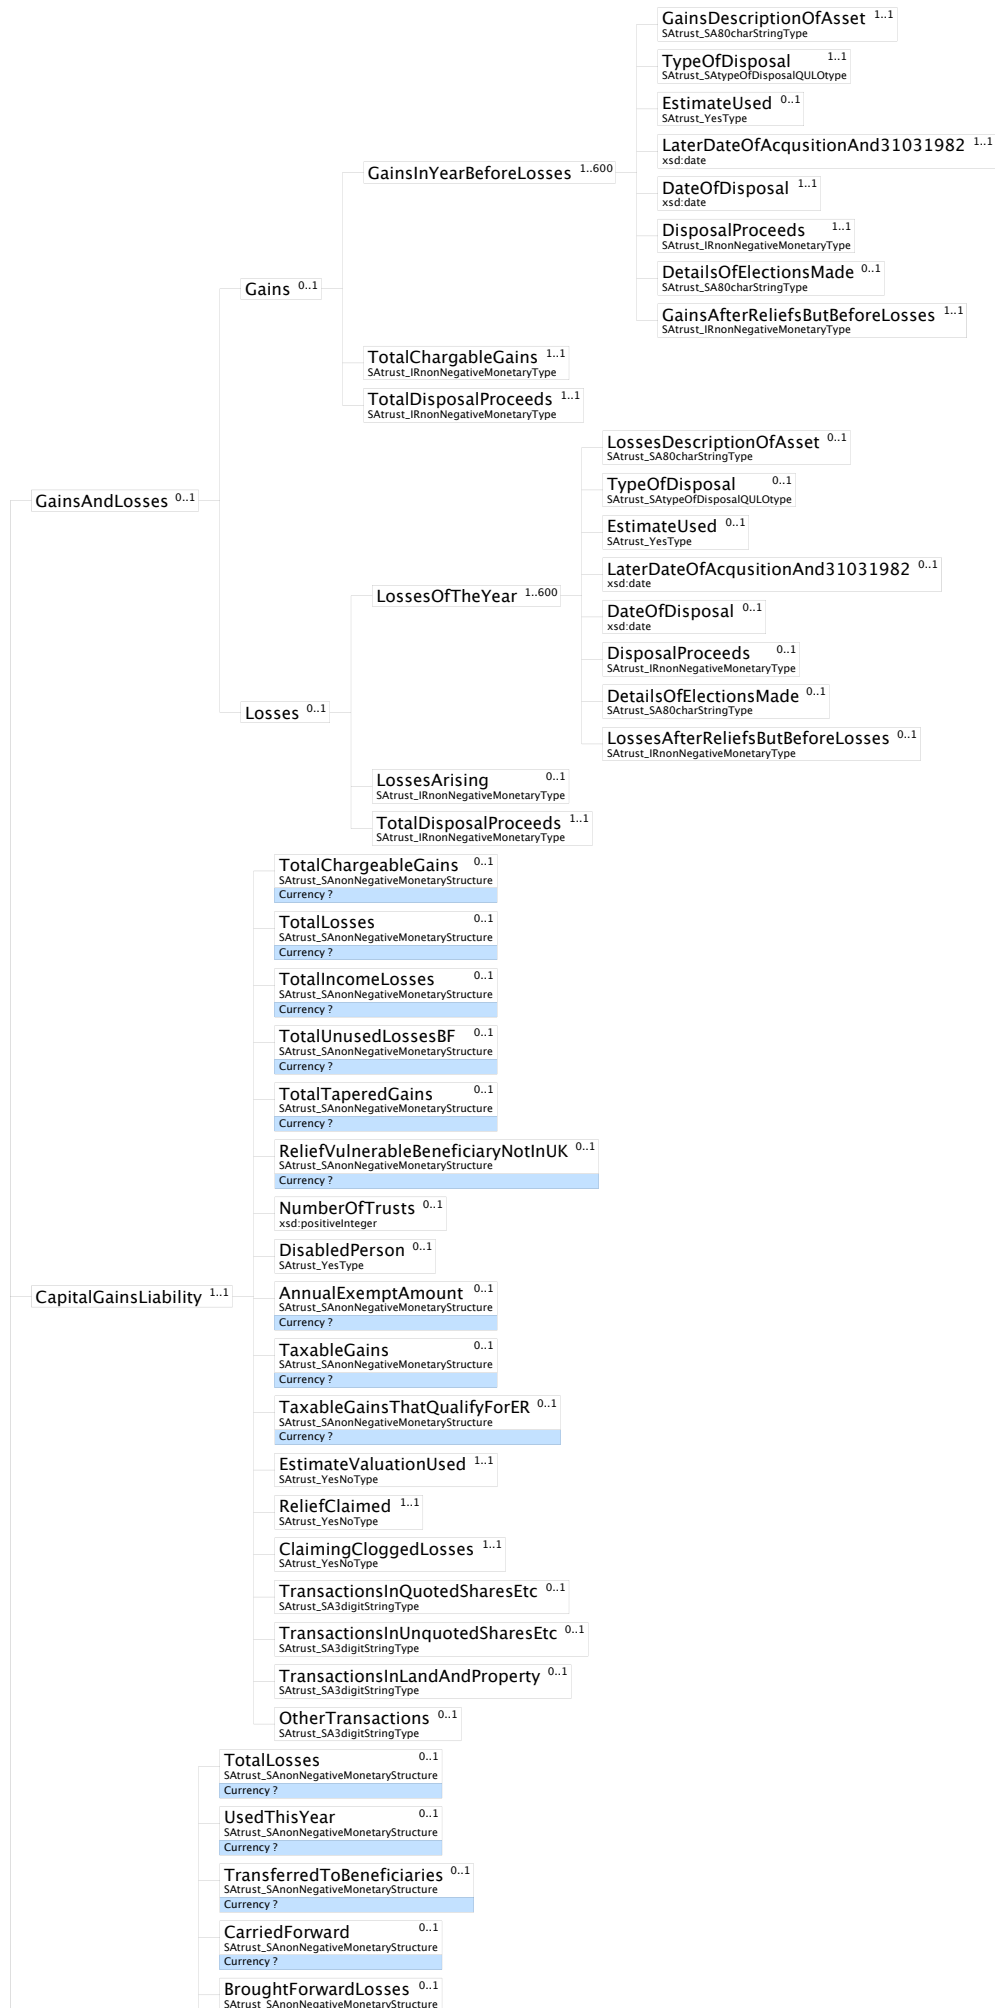 GainsDescriptionOfAsset 1..1
SAtrust_SA80charStringType
TypeOfDisposal 1..1
SAtrust_SAtypeOfDisposalQULOtype
EstimateUsed 0..1
SAtrust_YesType
LaterDateOfAcqusitionAnd31031982 1..1
xsd:date
GainsInYearBeforeLosses 1..600
DateOfDisposal 1..1
xsd:date
DisposalProceeds 1..1
SAtrust_IRnonNegativeMonetaryType
DetailsOfElectionsMade 0..1
SAtrust_SA80charStringType
Gains 0..1
GainsAfterReliefsButBeforeLosses 1..1
SAtrust_IRnonNegativeMonetaryType
TotalChargableGains 1..1
SAtrust_IRnonNegativeMonetaryType
TotalDisposalProceeds 1..1
SAtrust_IRnonNegativeMonetaryType
LossesDescriptionOfAsset 0..1
SAtrust_SA80charStringType
TypeOfDisposal 0..1
SAtrust_SAtypeOfDisposalQULOtype
GainsAndLosses 0..1
EstimateUsed 0..1
SAtrust_YesType
LaterDateOfAcqusitionAnd31031982 0..1
xsd:date
LossesOfTheYear 1..600
DateOfDisposal 0..1
xsd:date
DisposalProceeds 0..1
SAtrust_IRnonNegativeMonetaryType
DetailsOfElectionsMade 0..1
SAtrust_SA80charStringType
Losses 0..1
LossesAfterReliefsButBeforeLosses 0..1
SAtrust_IRnonNegativeMonetaryType
LossesArising 0..1
SAtrust_IRnonNegativeMonetaryType
TotalDisposalProceeds 1..1
SAtrust_IRnonNegativeMonetaryType
TotalChargeableGains 0..1
SAtrust_SAnonNegativeMonetaryStructure
Currency ?
TotalLosses 0..1
SAtrust_SAnonNegativeMonetaryStructure
Currency ?
TotalIncomeLosses 0..1
SAtrust_SAnonNegativeMonetaryStructure
Currency ?
TotalUnusedLossesBF 0..1
SAtrust_SAnonNegativeMonetaryStructure
Currency ?
TotalTaperedGains 0..1
SAtrust_SAnonNegativeMonetaryStructure
Currency ?
ReliefVulnerableBeneficiaryNotInUK 0..1
SAtrust_SAnonNegativeMonetaryStructure
Currency ?
NumberOfTrusts 0..1
xsd:positiveInteger
DisabledPerson 0..1
SAtrust_YesType
CapitalGainsLiability 1..1
AnnualExemptAmount 0..1
SAtrust_SAnonNegativeMonetaryStructure
Currency ?
TaxableGains 0..1
SAtrust_SAnonNegativeMonetaryStructure
Currency ?
TaxableGainsThatQualifyForER 0..1
SAtrust_SAnonNegativeMonetaryStructure
Currency ?
EstimateValuationUsed 1..1
SAtrust_YesNoType
ReliefClaimed 1..1
SAtrust_YesNoType
ClaimingCloggedLosses 1..1
SAtrust_YesNoType
TransactionsInQuotedSharesEtc 0..1
SAtrust_SA3digitStringType
TransactionsInUnquotedSharesEtc 0..1
SAtrust_SA3digitStringType
TransactionsInLandAndProperty 0..1
SAtrust_SA3digitStringType
OtherTransactions 0..1
SAtrust_SA3digitStringType
TotalLosses 0..1
SAtrust_SAnonNegativeMonetaryStructure
Currency ?
UsedThisYear 0..1
SAtrust_SAnonNegativeMonetaryStructure
Currency ?
TransferredToBeneficiaries 0..1
SAtrust_SAnonNegativeMonetaryStructure
Currency ?
CarriedForward 0..1
SAtrust_SAnonNegativeMonetaryStructure
Currency ?
BroughtForwardLosses 0..1
SAtrust_SAnonNegativeMonetaryStructure